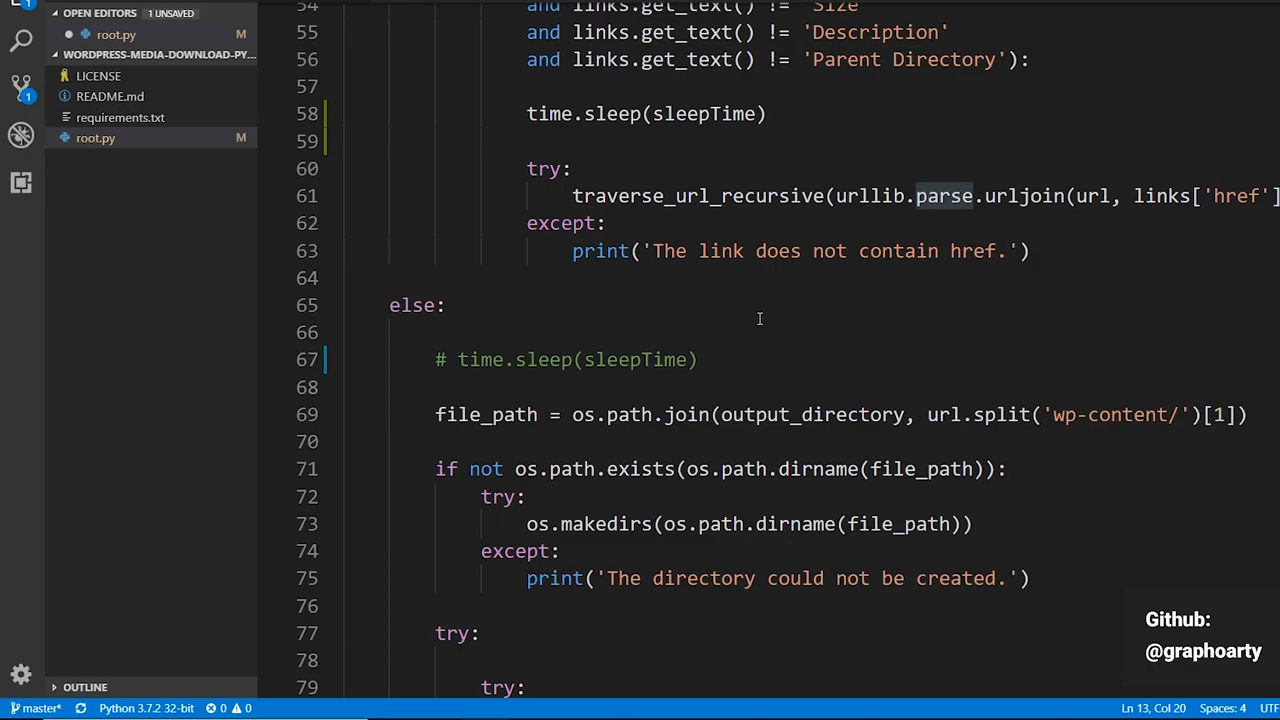 OPEN EDITORS 1 UNSAVED
root.py M
WORDPRESS-MEDIA-DOWNLOAD-PY...
LICENSE
README.md
requirements.txt
root.py M
OUTLINE
54 and links.get_text() != 'Size'
55 and links.get_text() != 'Description'
56 and links.get_text() != 'Parent Directory'):
57
58 time.sleep(sleepTime)
59
60 try:
61 traverse_url_recursive(urllib.parse.urljoin(url, links['href']
62 except:
63 print('The link does not contain href.')
64
65 else:
66
67 # time.sleep(sleepTime)
68
69 file_path = os.path.join(output_directory, url.split('wp-content/')[1])
70
71 if not os.path.exists(os.path.dirname(file_path)):
72 try:
73 os.makedirs(os.path.dirname(file_path))
74 except:
75 print('The directory could not be created.')
76
77 try:
78
79 try:
Github:
@graphoarty
1
1
master* Python 3.7.2 32-bit 0 0 Ln 13, Col 20 Spaces: 4 UTF